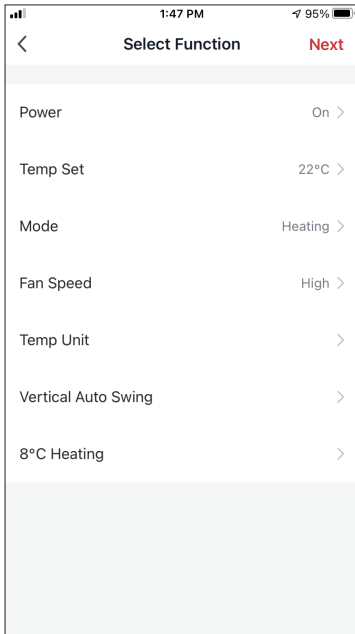 1:47 PM 95%
Select Function Next
Power On
Temp Set 22°C
Mode Heating
Fan Speed High
Temp Unit
Vertical Auto Swing
8°C Heating